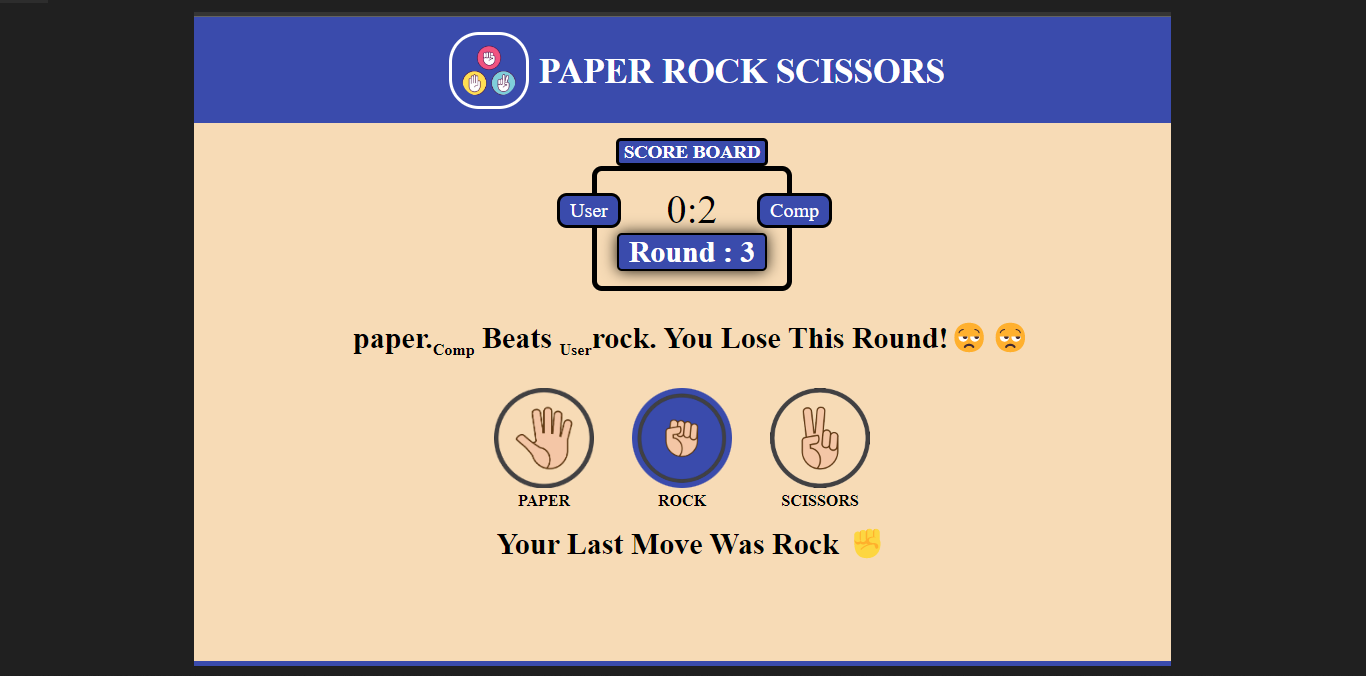 PAPER ROCK SCISSORS
SCORE BOARD
User 0:2 Comp
Round : 3
paper.Comp Beats Userrock. You Lose This Round!😒 😒
PAPER ROCK SCISSORS
Your Last Move Was Rock ✊